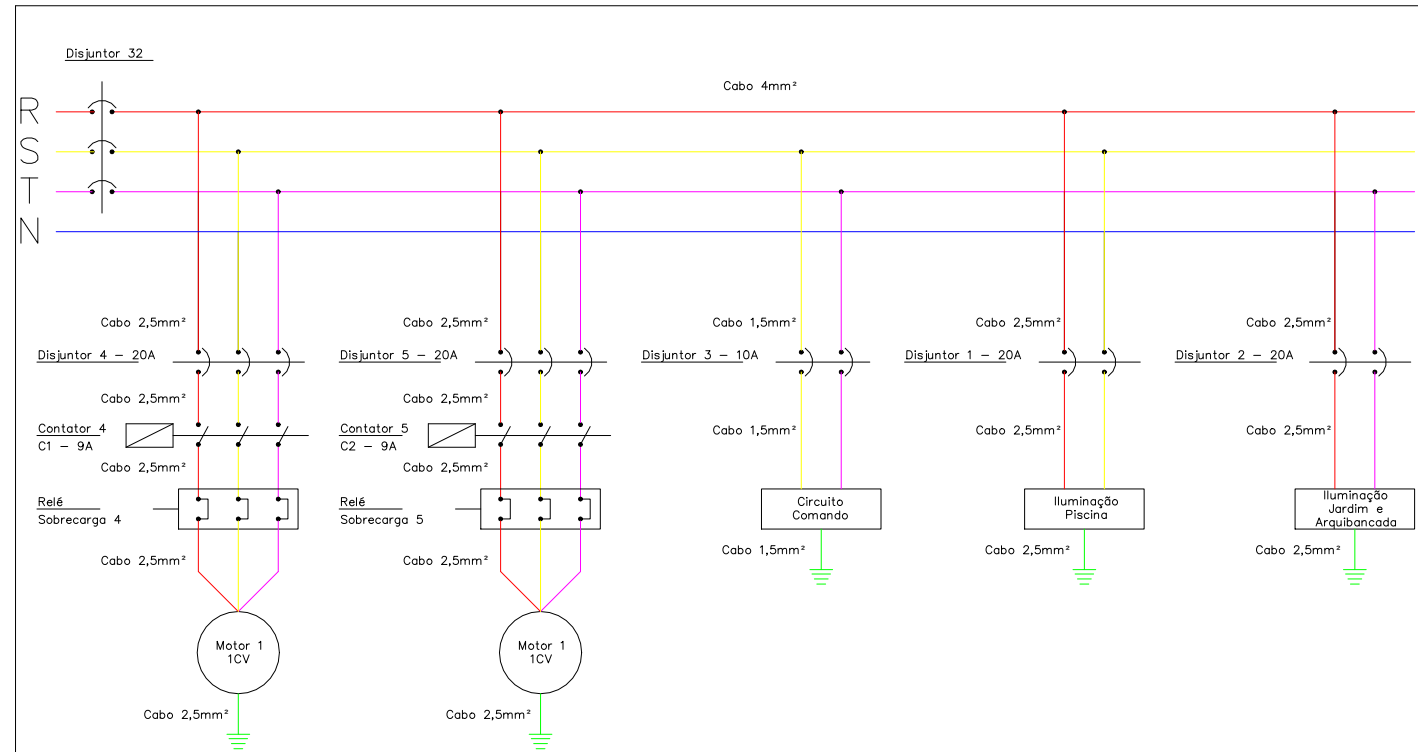 Disjuntor 32
Cabo 4mm²
R
S
T
N
Cabo 2,5mm²
Cabo 2,5mm²
Cabo 1,5mm²
Cabo 2,5mm²
Cabo 2,5mm²
Disjuntor 4 - 20A
Disjuntor 5 - 20A
Disjuntor 3 - 10A
Disjuntor 1 - 20A
Disjuntor 2 - 20A
Cabo 2,5mm²
Cabo 2,5mm²
Contator 4
C1 - 9A
Contator 5
C2 - 9A
Cabo 1,5mm²
Cabo 2,5mm²
Cabo 2,5mm²
Cabo 2,5mm²
Cabo 2,5mm²
Relé
Sobrecarga 4
Relé
Sobrecarga 5
Circuito
Comando
Iluminação
Piscina
Iluminação
Jardim e
Arquibancada
Cabo 2,5mm²
Cabo 2,5mm²
Cabo 1,5mm²
Cabo 2,5mm²
Cabo 2,5mm²
Motor 1
1CV
Motor 1
1CV
Cabo 2,5mm²
Cabo 2,5mm²